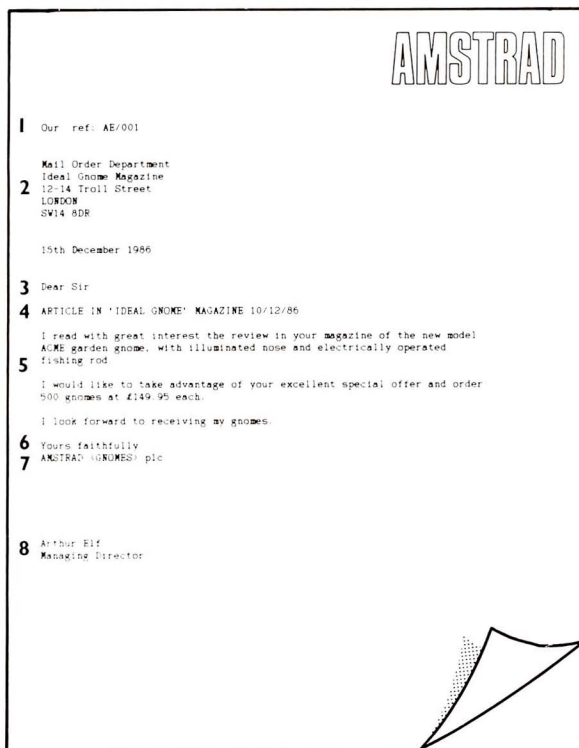 AMSTRAD
1 Our ref: AE/001
Mail Order Department
Ideal Gnome Magazine
2 12-14 Troll Street
LONDON
SW14 8DR
15th December 1986
3 Dear Sir
4 ARTICLE IN 'IDEAL GNOME' MAGAZINE 10/12/86
I read with great interest the review in your magazine of the new model
ACME garden gnome, with illuminated nose and electrically operated
5 fishing rod.
I would like to take advantage of your excellent special offer and order
500 gnomes at £149.95 each.
I look forward to receiving my gnomes.
6 Yours faithfully
7 AMSTRAD (GNOMES) plc
8 Arthur Elf
Managing Director